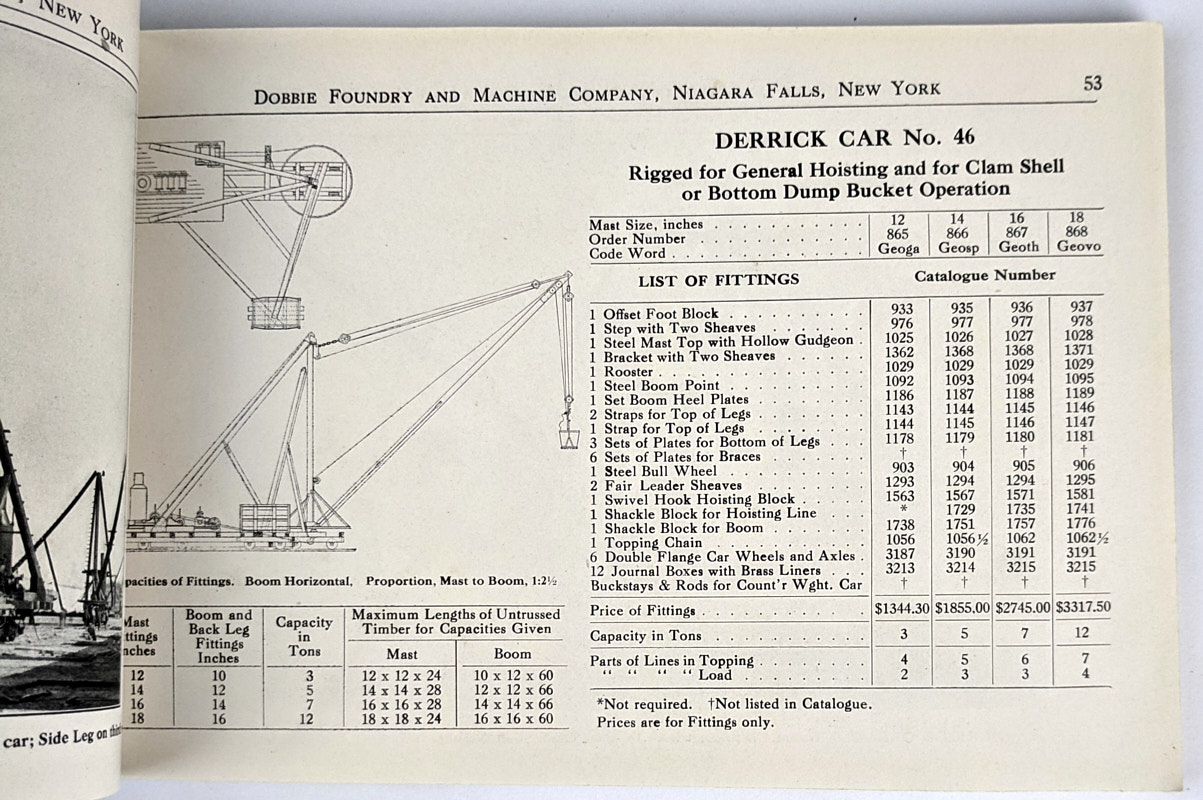 NEW YORK
car; Side Leg on
DOBBIE FOUNDRY AND MACHINE COMPANY, NIAGARA FALLS, NEW YORK 53
pacities of Fittings. Boom Horizontal, Proportion, Mast to Boom, 1:2½
Mast Boom and Capacity Maximum Lengths of Untrussed
ttings Back Leg in Timber for Capacities Given
nches Fittings Tons Mast Boom
Inches
12 10 3 12 x 12 x 24 10 x 12 x 60
14 12 5 14 x 14 x 28 12 x 12 x 66
16 14 7 16 x 16 x 28 14 x 14 x 66
18 16 12 18 x 18 x 24 16 x 16 x 60
DERRICK CAR No. 46
Rigged for General Hoisting and for Clam Shell
or Bottom Dump Bucket Operation
Mast Size, inches . . . . . . . . . . . 12 14 16 18
Order Number . . . . . . . . . . . . 865 866 867 868
Code Word . . . . . . . . . . . . . . Geoga Geosp Geoth Geovo
LIST OF FITTINGS Catalogue Number
1 Offset Foot Block . . . . . . . . . . 933 935 936 937
1 Step with Two Sheaves . . . . . . . 976 977 977 978
1 Steel Mast Top with Hollow Gudgeon . 1025 1026 1027 1028
1 Bracket with Two Sheaves . . . . . . 1362 1368 1368 1371
1 Rooster . . . . . . . . . . . . . . . 1029 1029 1029 1029
1 Steel Boom Point . . . . . . . . . . 1092 1093 1094 1095
1 Set Boom Heel Plates . . . . . . . . 1186 1187 1188 1189
2 Straps for Top of Legs . . . . . . . . 1143 1144 1145 1146
1 Strap for Top of Legs . . . . . . . . 1144 1145 1146 1147
3 Sets of Plates for Bottom of Legs . . . 1178 1179 1180 1181
6 Sets of Plates for Braces . . . . . . . † † † †
1 Steel Bull Wheel . . . . . . . . . . 903 904 905 906
2 Fair Leader Sheaves . . . . . . . . . 1293 1294 1294 1295
1 Swivel Hook Hoisting Block . . . . . 1563 1567 1571 1581
1 Shackle Block for Hoisting Line . . . * 1729 1735 1741
1 Shackle Block for Boom . . . . . . . 1738 1751 1757 1776
1 Topping Chain . . . . . . . . . . . 1056 1056½ 1062 1062½
6 Double Flange Car Wheels and Axles . 3187 3190 3191 3191
12 Journal Boxes with Brass Liners . . . 3213 3214 3215 3215
Buckstays & Rods for Count'r Wght. Car † † † †
Price of Fittings . . . . . . . . . . . . $1344.30 $1855.00 $2745.00 $3317.50
Capacity in Tons . . . . . . . . . . . 3 5 7 12
Parts of Lines in Topping . . . . . . . . 4 5 6 7
" " " " Load . . . . . . . . . 2 3 3 4
*Not required. †Not listed in Catalogue.
Prices are for Fittings only.